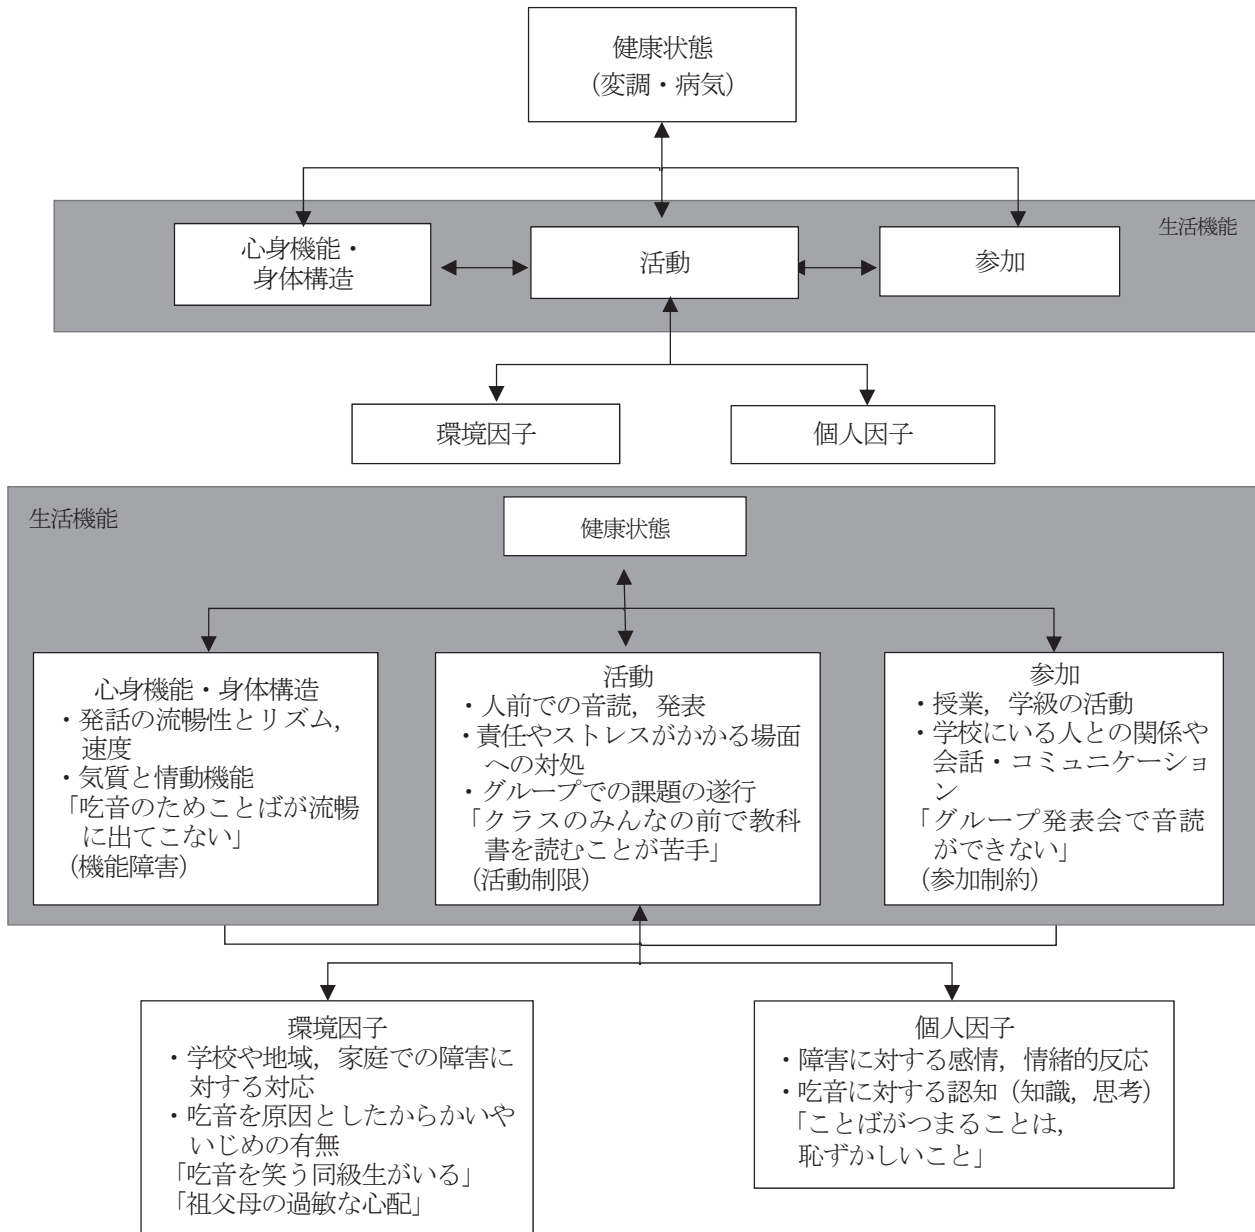 健康状態
（変調・病気）
生活機能
心身機能・
身体構造
活動
参加
環境因子
個人因子
生活機能
健康状態
心身機能・身体構造
・発話の流暢性とリズム，
速度
・気質と情動機能
「吃音のためことばが流暢
に出てこない」
（機能障害）
活動
・人前での音読，発表
・責任やストレスがかかる場面
への対処
・グループでの課題の遂行
「クラスのみんなの前で教科
書を読むことが苦手」
（活動制限）
参加
・授業，学級の活動
・学校にいる人との関係や
会話・コミュニケーショ
ン
「グループ発表会で音読
ができない」
（参加制約）
環境因子
・学校や地域，家庭での障害に
対する対応
・吃音を原因としたからかいや
いじめの有無
「吃音を笑う同級生がいる」
「祖父母の過敏な心配」
個人因子
・障害に対する感情，情緒的反応
・吃音に対する認知（知識，思考）
「ことばがつまることは，
恥ずかしいこと」